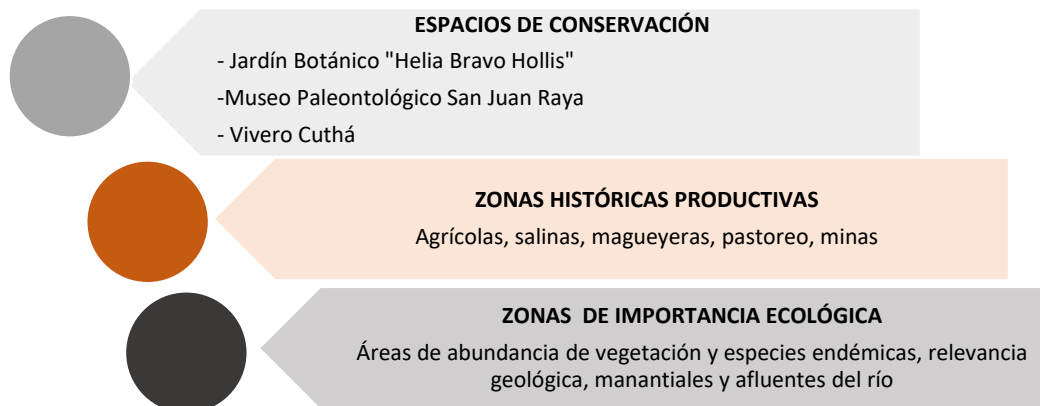 ESPACIOS DE CONSERVACIÓN
- Jardín Botánico "Helia Bravo Hollis"
-Museo Paleontológico San Juan Raya
- Vivero Cuthá
ZONAS HISTÓRICAS PRODUCTIVAS
Agrícolas, salinas, magueyeras, pastoreo, minas
ZONAS  DE IMPORTANCIA ECOLÓGICA
Áreas de abundancia de vegetación y especies endémicas, relevancia
geológica, manantiales y afluentes del río